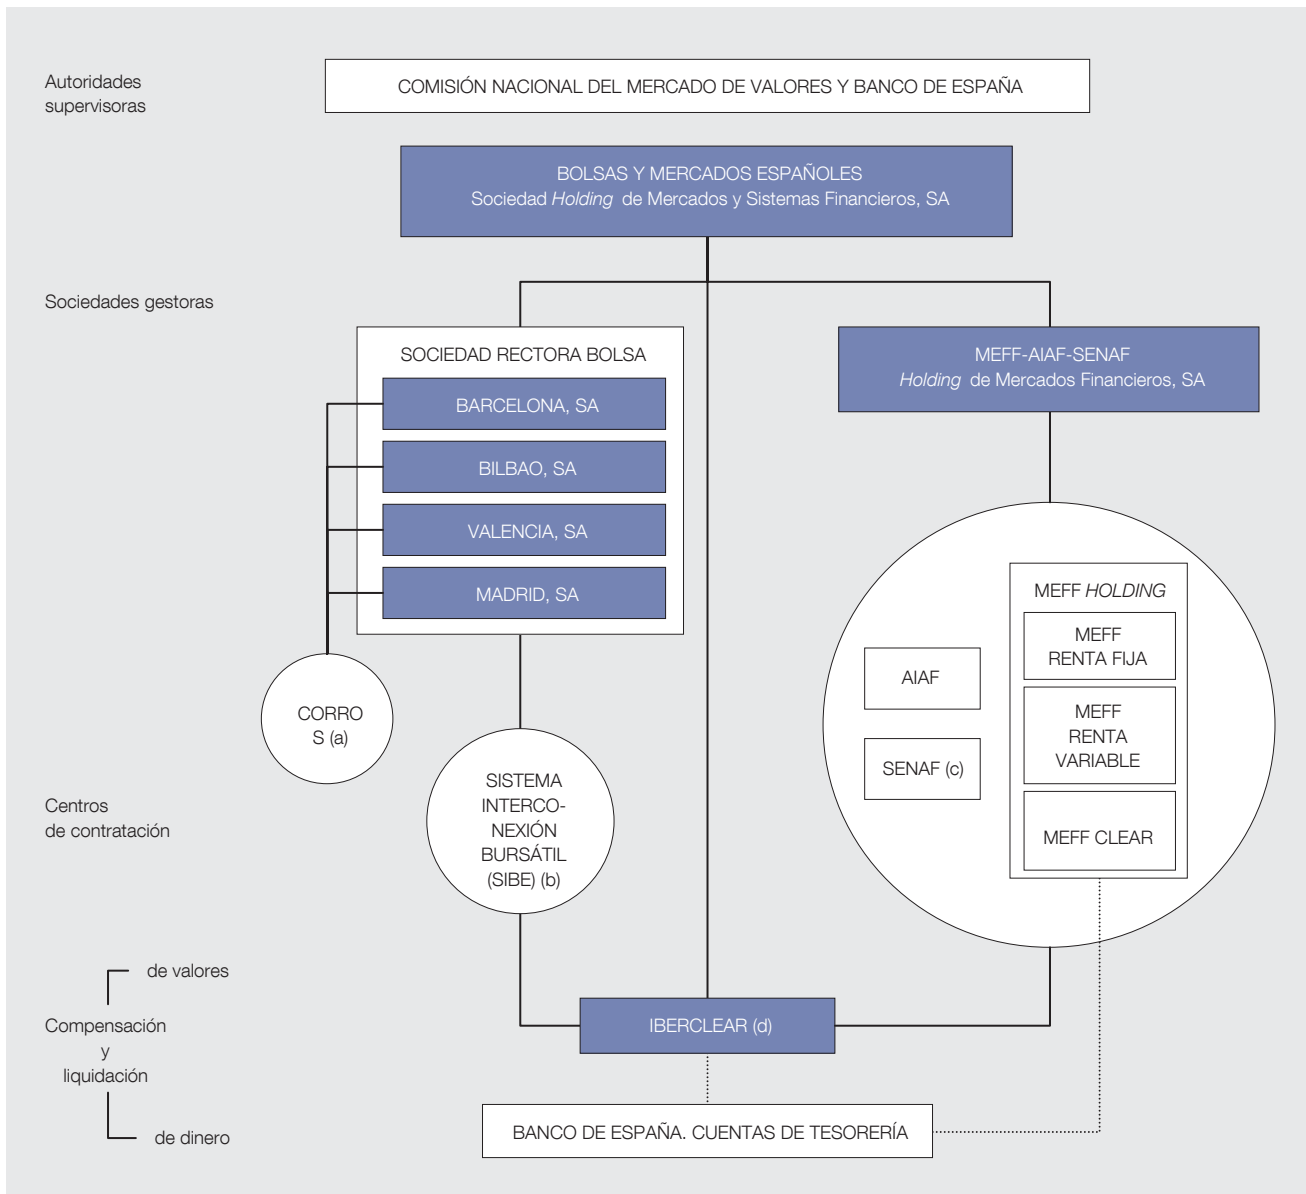 Autoridades
supervisoras
COMISIÓN NACIONAL DEL MERCADO DE VALORES Y BANCO DE ESPAÑA
BOLSAS Y MERCADOS ESPAÑOLES
Sociedad Holding de Mercados y Sistemas Financieros, SA
Sociedades gestoras
SOCIEDAD RECTORA BOLSA
BARCELONA, SA
BILBAO, SA
VALENCIA, SA
MADRID, SA
MEFF-AIAF-SENAF
Holding de Mercados Financieros, SA
CORRO
S (a)
SISTEMA
INTERCO-
NEXIÓN
BURSÁTIL
(SIBE) (b)
AIAF
SENAF (c)
MEFF HOLDING
MEFF
RENTA FIJA
MEFF
RENTA
VARIABLE
MEFF CLEAR
Centros
de contratación
de valores
Compensación
y
liquidación
de dinero
IBERCLEAR (d)
BANCO DE ESPAÑA. CUENTAS DE TESORERÍA